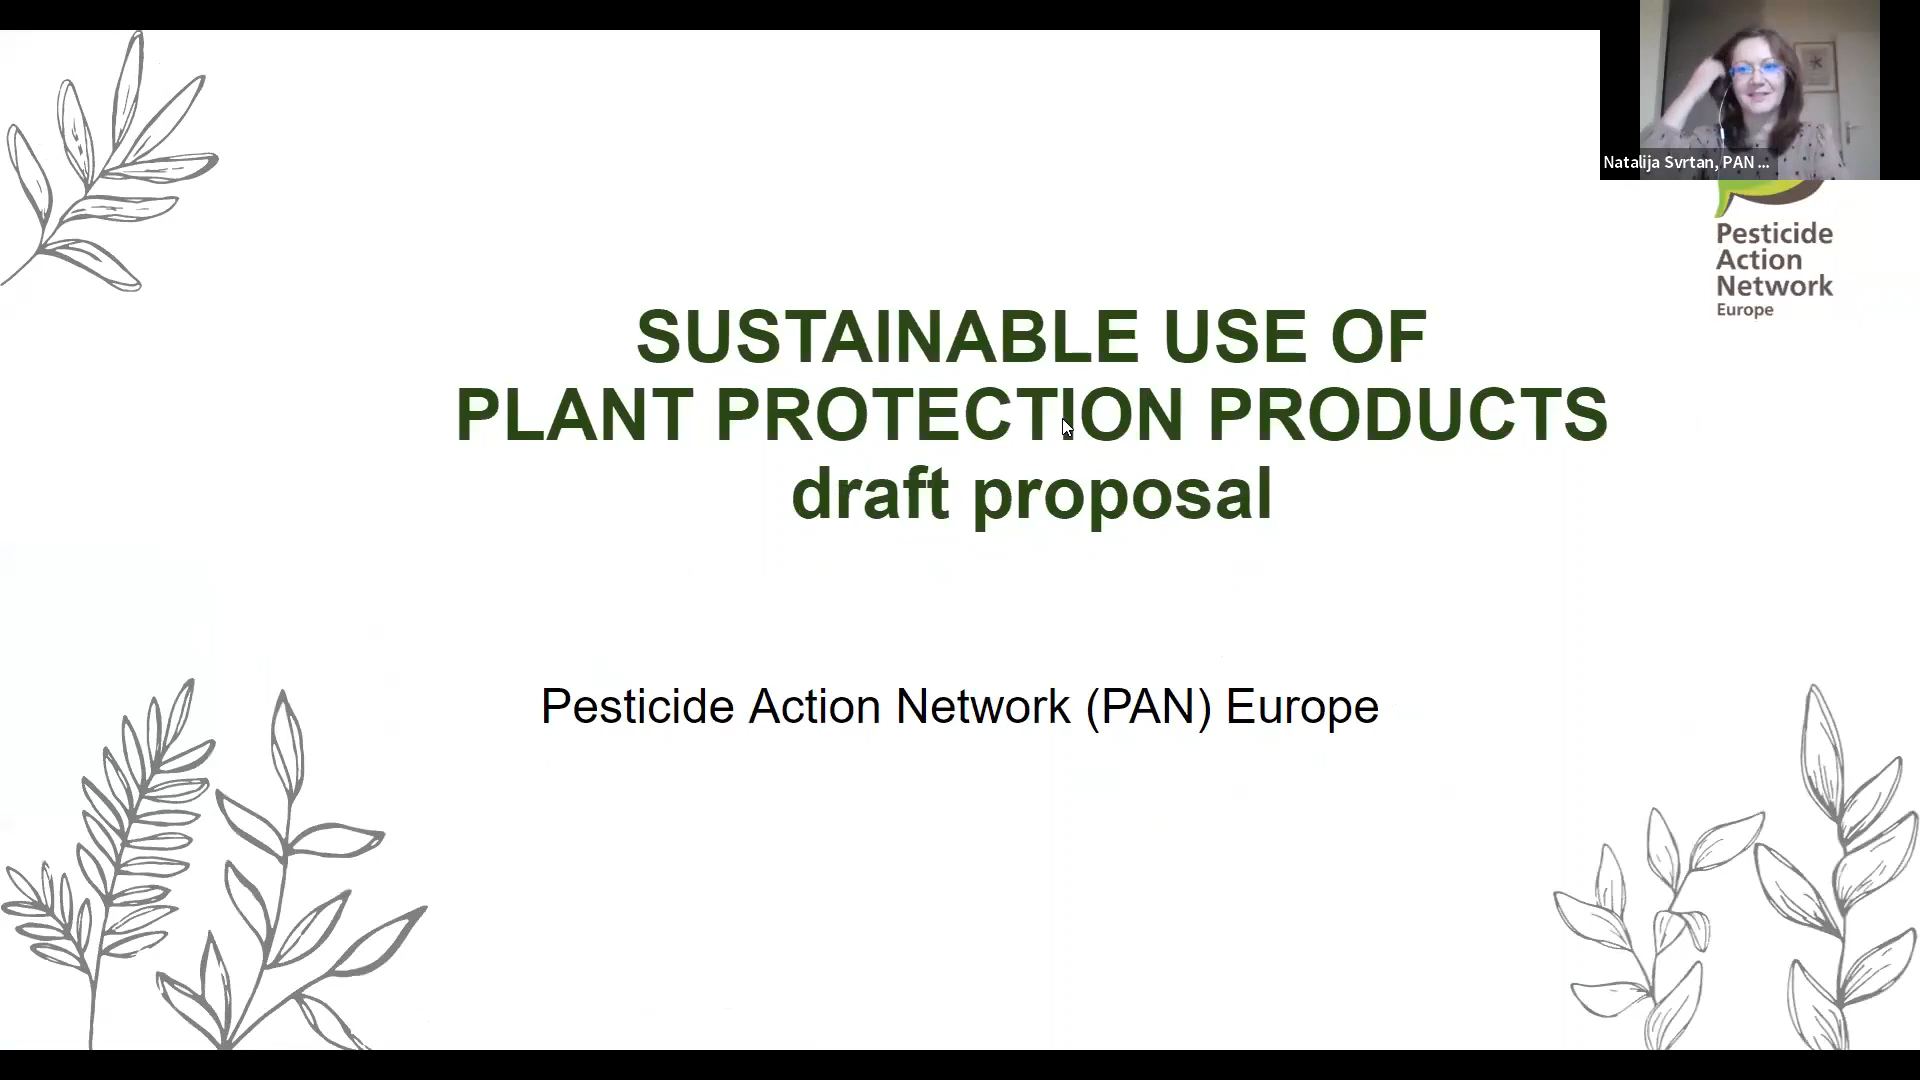 Natalija Svrtan, PAN ...
Pesticide
Action
Network
Europe
SUSTAINABLE USE OF
PLANT PROTECTION PRODUCTS
draft proposal
Pesticide Action Network (PAN) Europe